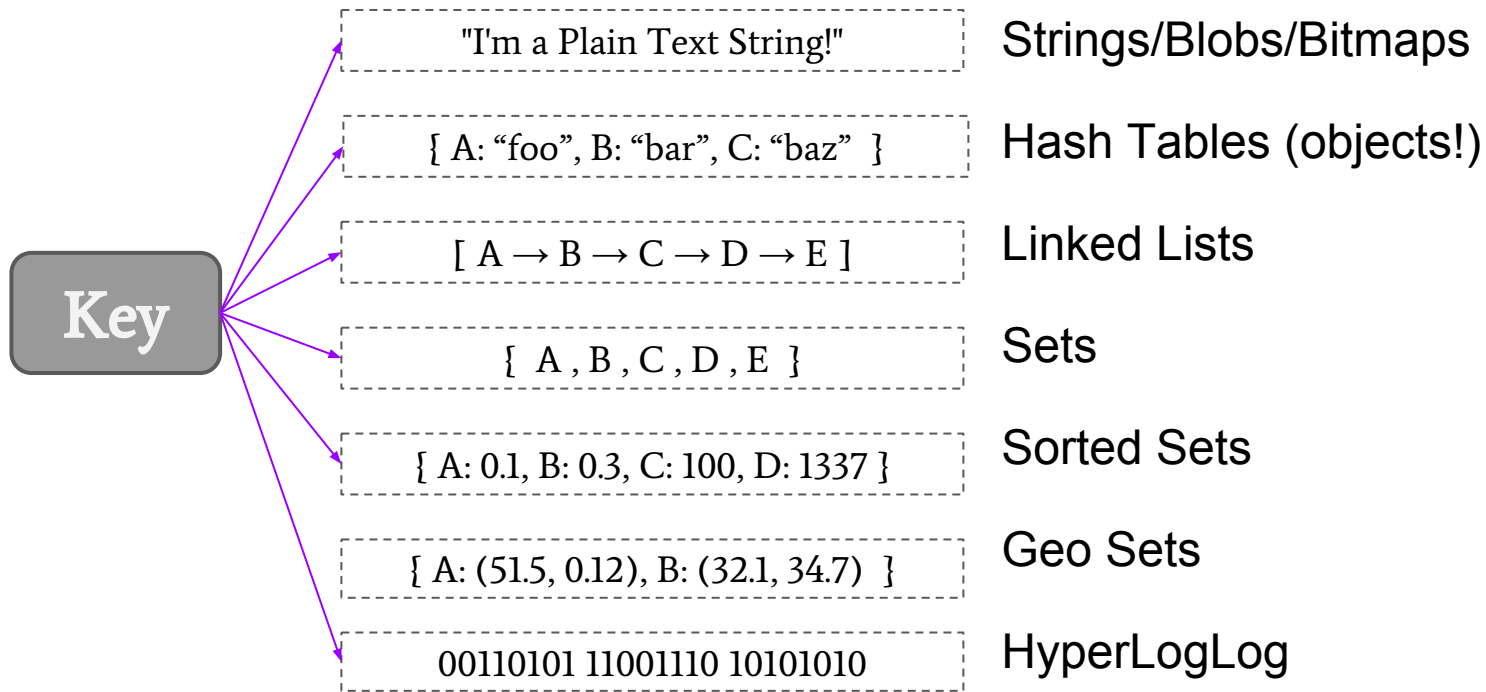 "I'm a Plain Text String!" Strings/Blobs/Bitmaps
{ A: “foo”, B: “bar”, C: “baz” } Hash Tables (objects!)
[ A → B → C → D → E ] Linked Lists
Key
{ A , B , C , D , E } Sets
{ A: 0.1, B: 0.3, C: 100, D: 1337 } Sorted Sets
{ A: (51.5, 0.12), B: (32.1, 34.7) } Geo Sets
00110101 11001110 10101010 HyperLogLog